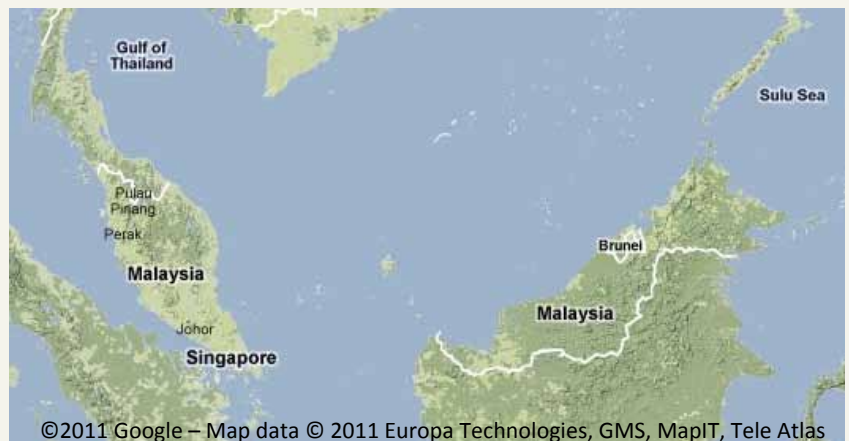 Gulf of
Thailand
Sulu Sea
Pulau
Pinang
Perak
Brunei
Malaysia
Malaysia
Johor
Singapore
©2011 Google – Map data © 2011 Europa Technologies, GMS, MapIT, Tele Atlas